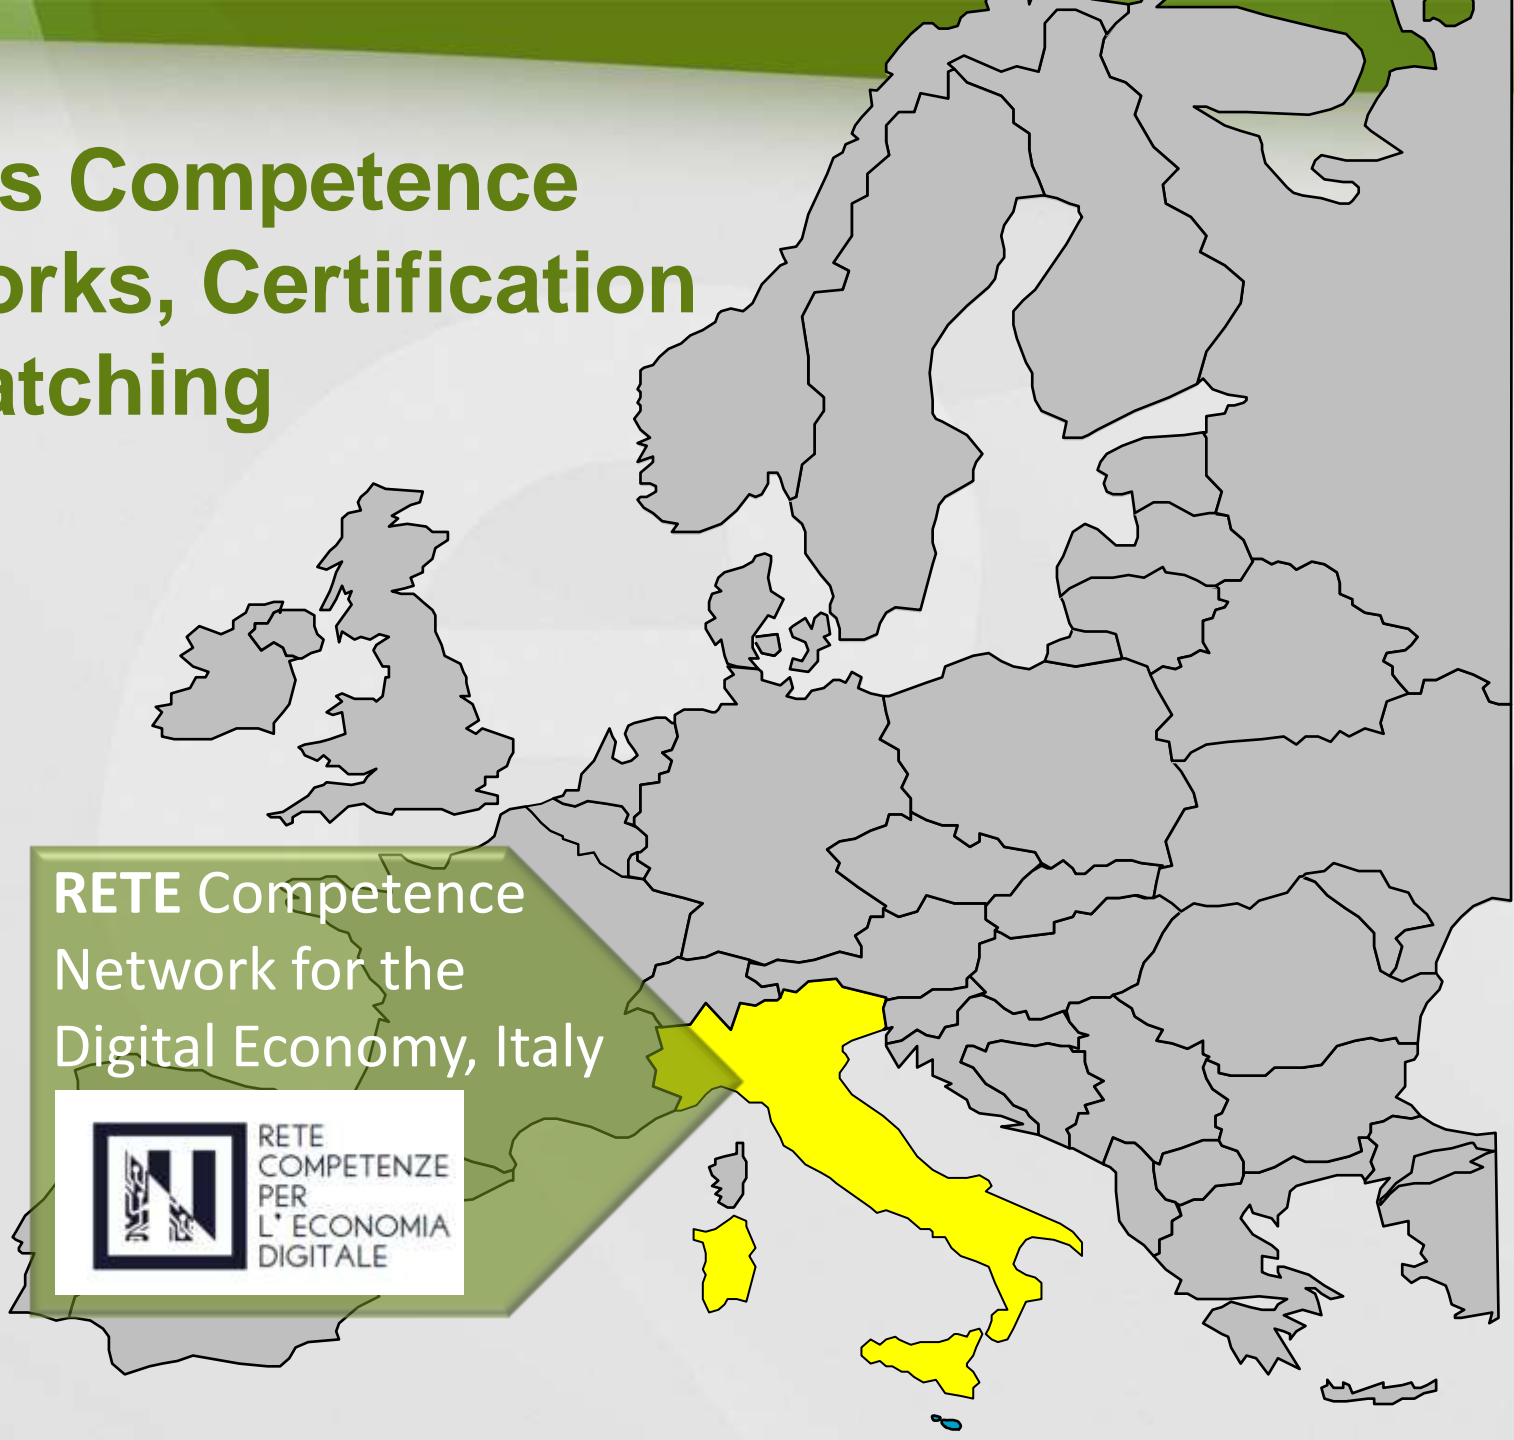 s Competence
orks, Certification
atching
RETE Competence
Network for the
Digital Economy, Italy
RETE
COMPETENZE
PER
L' ECONOMIA
DIGITALE